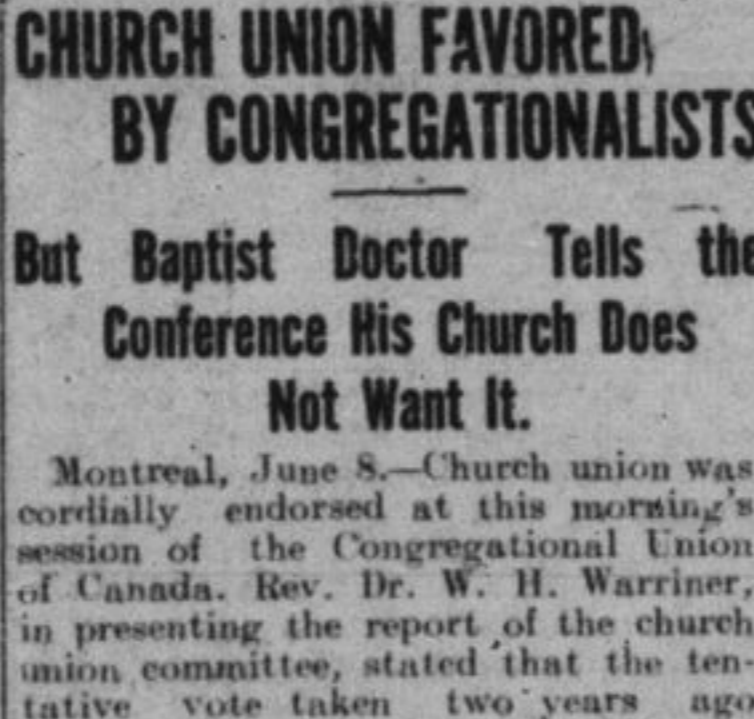 CHURCH UNION FAVORED
BY CONGREGATIONALISTS
But Baptist Doctor Tells the
Conference His Church Does
Not Want It.
Montreal, June 8.—Church union was
cordially endorsed at this morning's
session of the Congregational Union
of Canada. Rev. Dr. W. H. Warriner,
in presenting the report of the church
union committee, stated that the ten-
tative vote taken two years ago